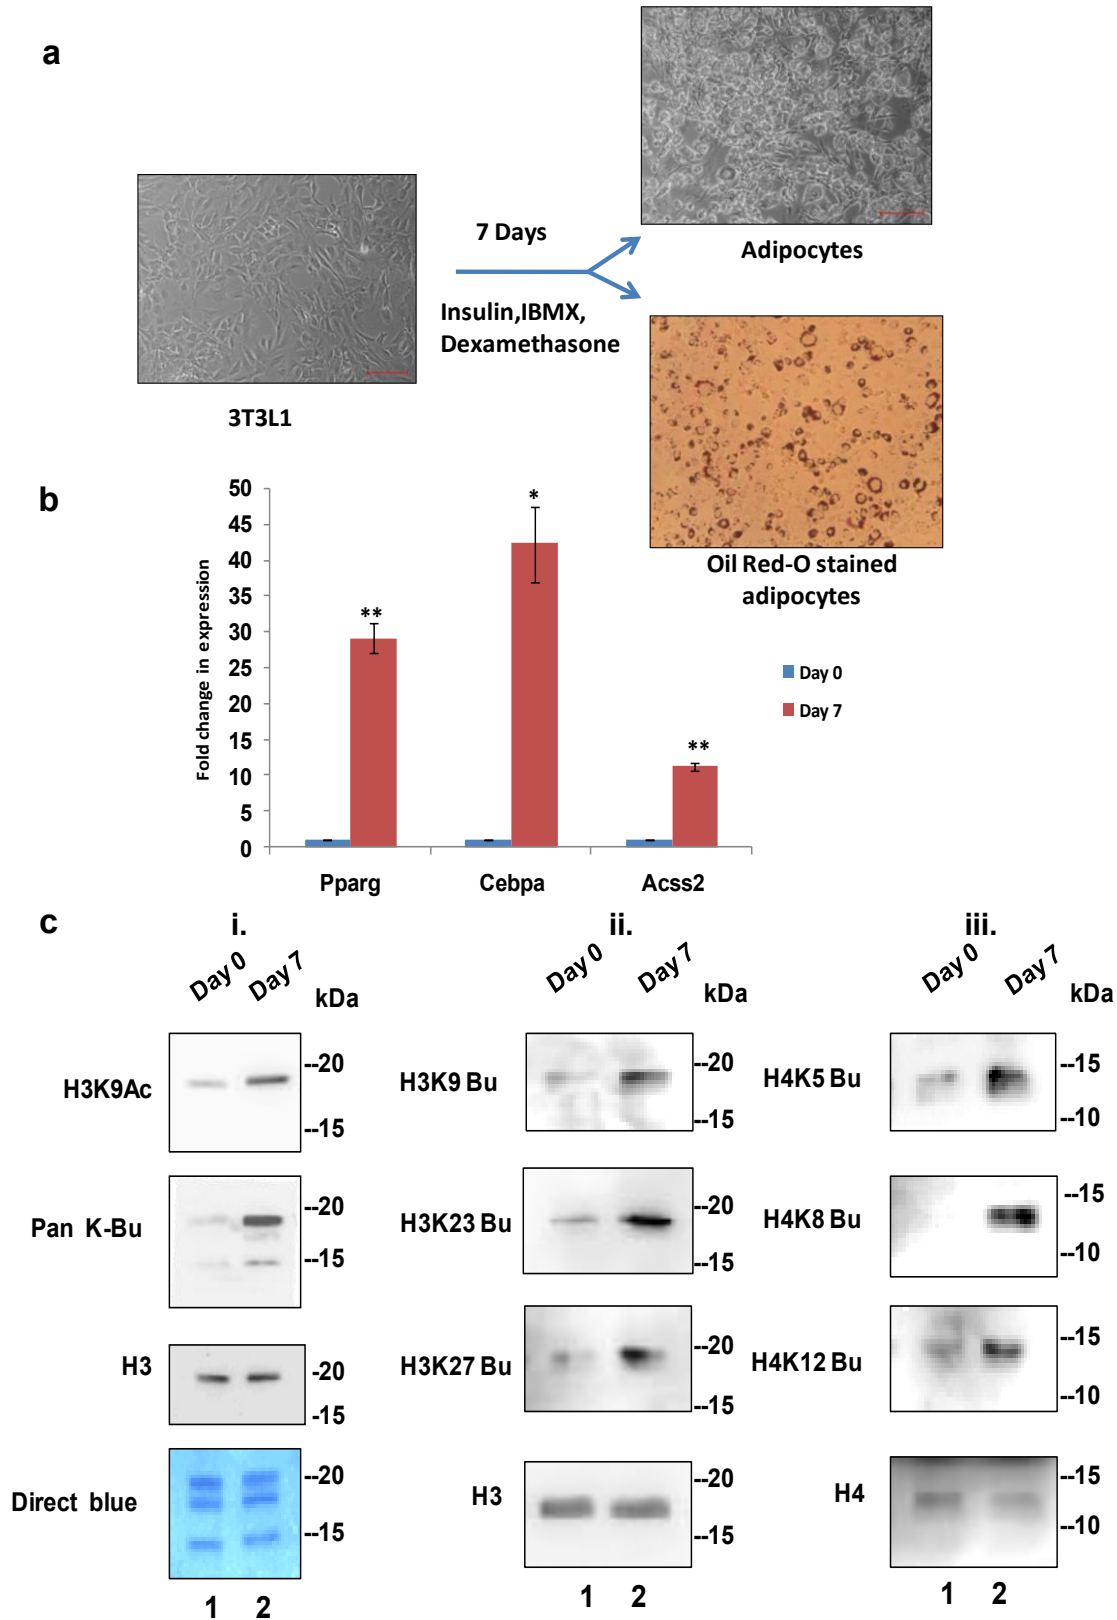 a
7 Days
Insulin,IBMX,
Dexamethasone
3T3L1
Adipocytes
Oil Red-O stained
adipocytes
b
Fold change in expression
50
45
40
35
30
25
20
15
10
5
0
**
*
**
Pparg
Cebpa
Acss2
Day 0
Day 7
c
i.
Day 0
Day 7
kDa
H3K9Ac
--20
--15
Pan K-Bu
--20
--15
H3
-20
-15
Direct blue
--20
--15
1 2
ii.
Day 0
Day 7
kDa
H3K9 Bu
--20
--15
H3K23 Bu
--20
--15
H3K27 Bu
--20
--15
H3
--20
--15
1 2
iii.
Day 0
Day 7
kDa
H4K5 Bu
--15
--10
H4K8 Bu
--15
--10
H4K12 Bu
--15
--10
H4
--15
--10
1 2